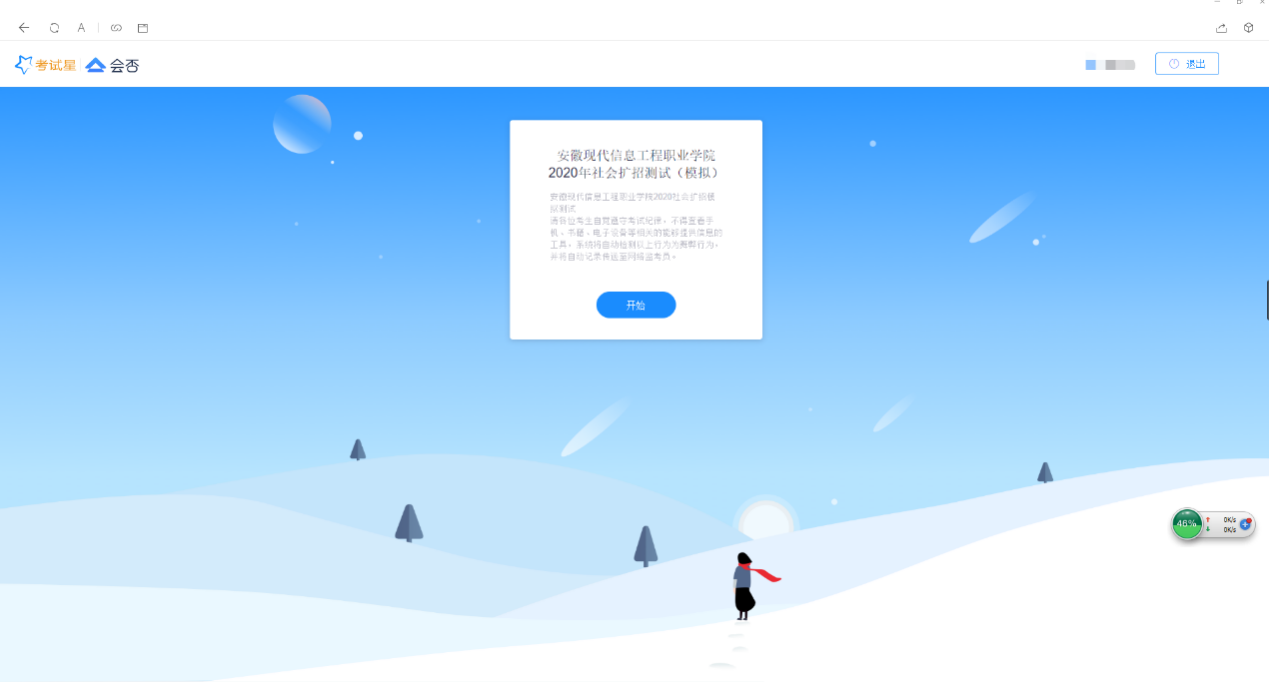 A
考试星 会否
退出
安徽现代信息工程职业学院
2020年社会扩招测试（模拟）
安徽现代信息工程职业学院2020社会扩招模
拟测试
请各位考生自觉遵守考试纪律，不得查看手
机、书籍、电子设备等相关的能够提供信息的
工具，系统将自动检测以上行为为舞弊行为，
并将自动记录传送至网络监考员。
开始
46%
0K/s
0K/s